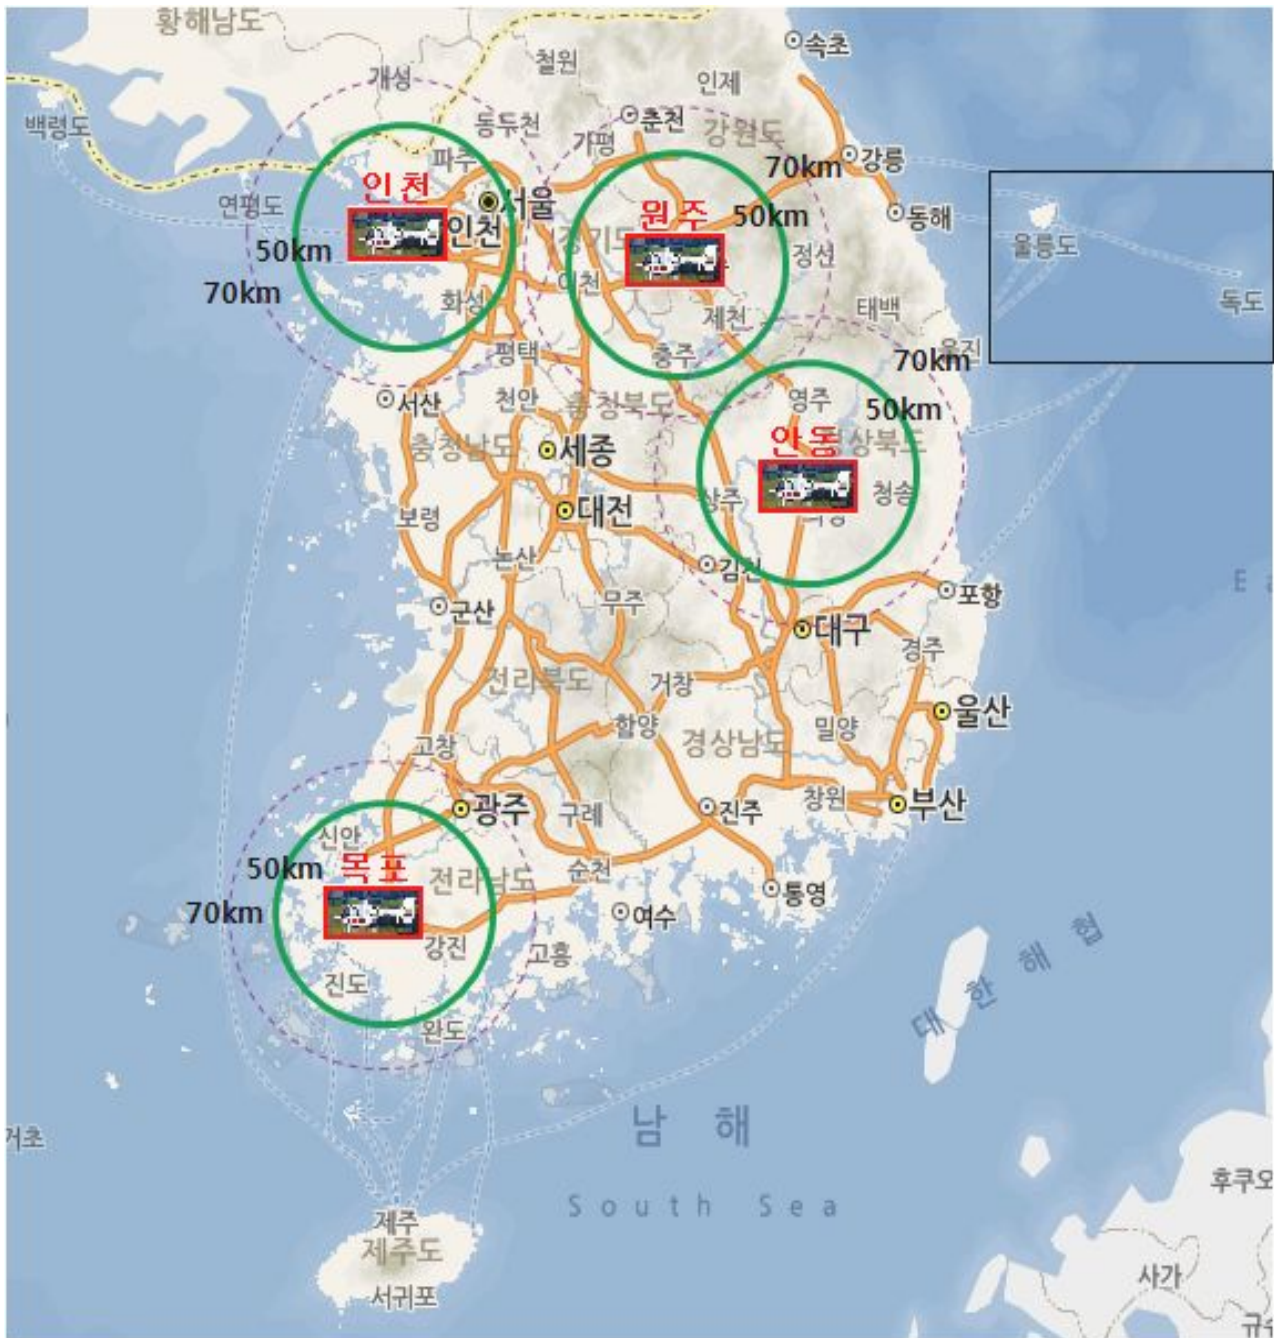 황해남도
속초
철원
개성
인제
춘천
동두천
강원도
백령도
가평
파주
70km
강릉
인천
서울
연평도
원주
50km
동해
인천
경기도
50km
정선
울릉도
70km
이천
독도
화성
제천
태백
평택
충주
울진
70km
서산
천안
충청북도
영주
50km
충청남도
안동
경상북도
세종
상주
청송
대전
보령
논산
김천
군산
무주
포항
대구
경주
전라북도
거창
울산
함양
밀양
경상남도
고창
창원
부산
광주
구례
진주
신안
50km
목포
순천
전라남도
통영
70km
여수
강진
고흥
진도
완도
대한해협
남 해
거초
South Sea
제주
제주도
서귀포
후쿠오
사가
규슈